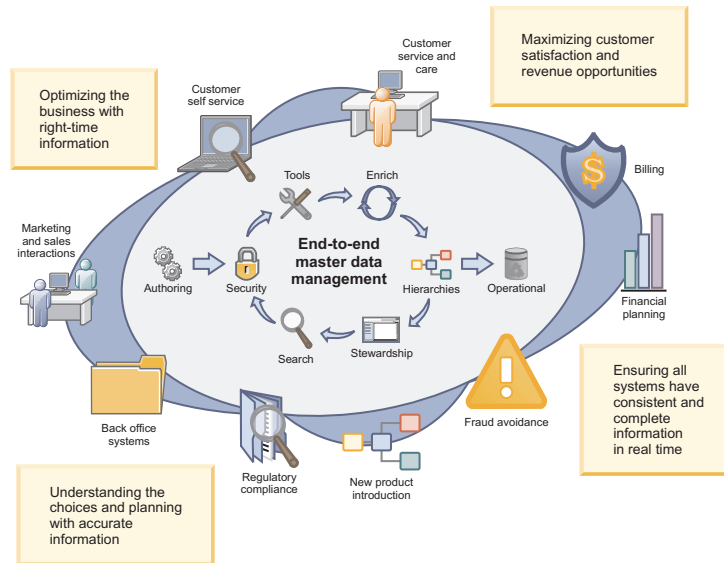 Customer
service and
care
Maximizing customer
satisfaction and
revenue opportunities
Optimizing the
business with
right-time
information
Customer
self service
Billing
Tools
Enrich
Marketing
and sales
interactions
End-to-end
master data
management
Authoring
Security
Hierarchies
Operational
Financial
planning
Search
Stewardship
Ensuring all
systems have
consistent and
complete
information
in real time
Back office
systems
Fraud avoidance
Regulatory
compliance
New product
introduction
Understanding the
choices and planning
with accurate
information
$